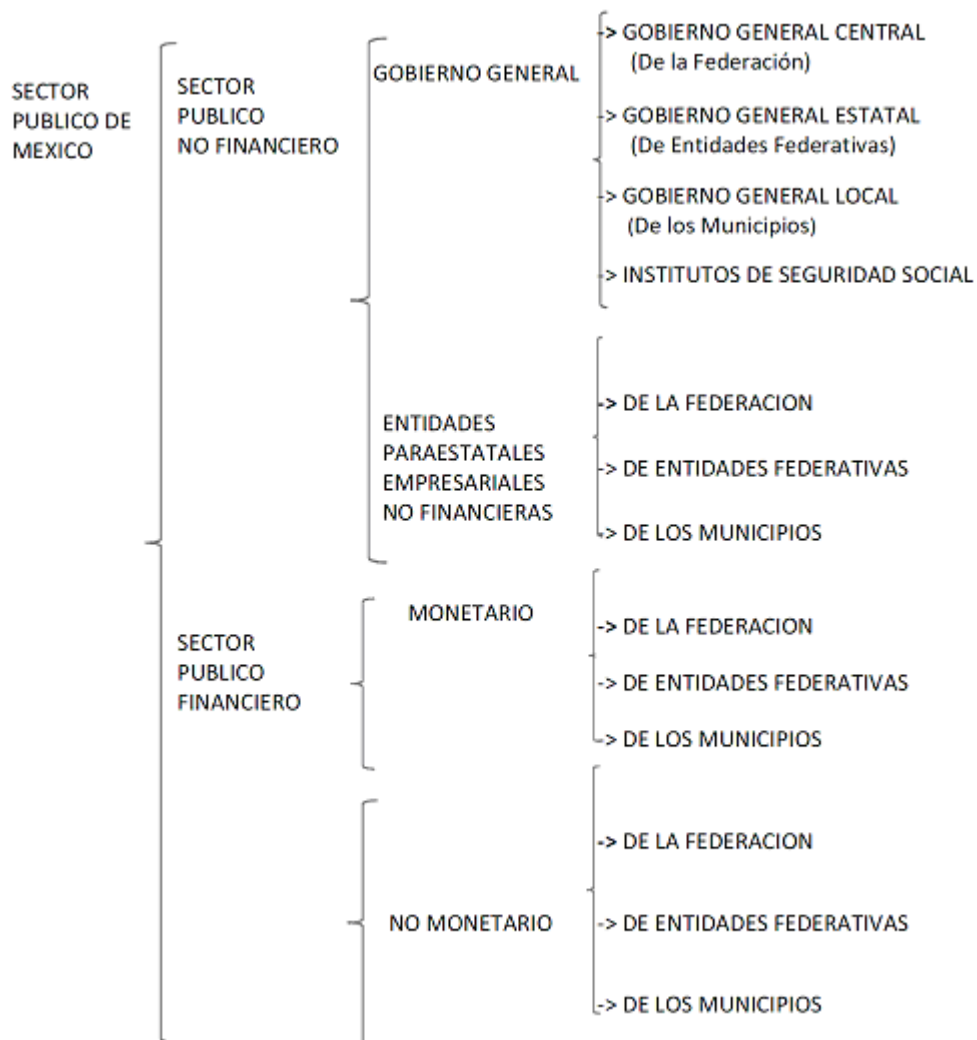 SECTOR
PUBLICO DE
MEXICO
SECTOR
PUBLICO
NO FINANCIERO
GOBIERNO GENERAL
-> GOBIERNO GENERAL CENTRAL
(De la Federación)
-> GOBIERNO GENERAL ESTATAL
(De Entidades Federativas)
-> GOBIERNO GENERAL LOCAL
(De los Municipios)
-> INSTITUTOS DE SEGURIDAD SOCIAL
ENTIDADES
PARAESTATALES
EMPRESARIALES
NO FINANCIERAS
-> DE LA FEDERACION
-> DE ENTIDADES FEDERATIVAS
-> DE LOS MUNICIPIOS
SECTOR
PUBLICO
FINANCIERO
MONETARIO
-> DE LA FEDERACION
-> DE ENTIDADES FEDERATIVAS
-> DE LOS MUNICIPIOS
NO MONETARIO
-> DE LA FEDERACION
-> DE ENTIDADES FEDERATIVAS
-> DE LOS MUNICIPIOS